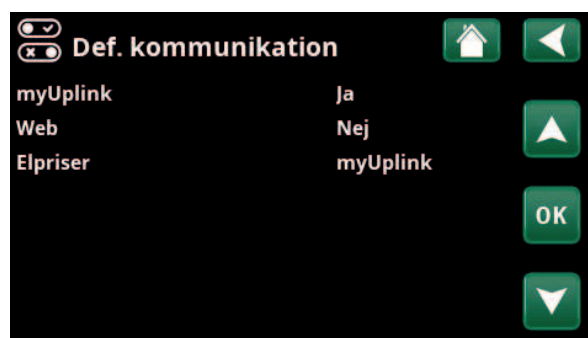 Def. kommunikation
myUplink Ja
Web Nej
Elpriser myUplink
OK